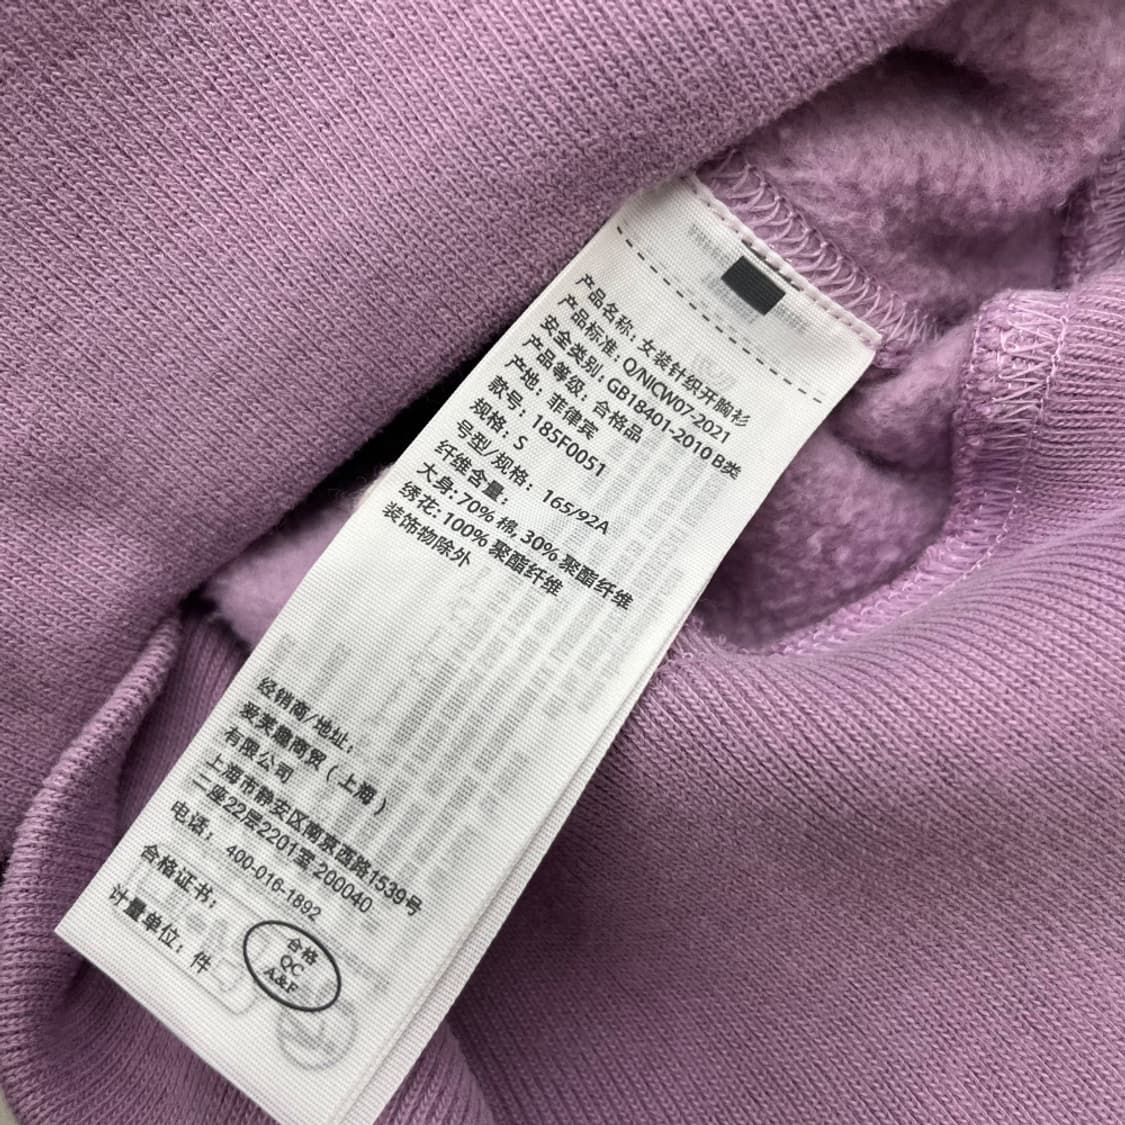 产品名称: 女装针织开胸衫
产品标准: Q/NICW07-2021
安全类别: GB18401-2010 B类
产品等级: 合格品
产地: 菲律宾
款号: 185F0051
规格: S
号型/规格: 165/92A
纤维含量:
大身: 70% 棉, 30% 聚酯纤维
绣花: 100% 聚酯纤维
装饰物除外
经销商/地址:
爱芙趣商贸 (上海)
有限公司
上海市静安区南京西路1539号
二座22层2201室 200040
电话: 400-016-1892
合格证书:
合格
QC
A&F
计量单位: 件